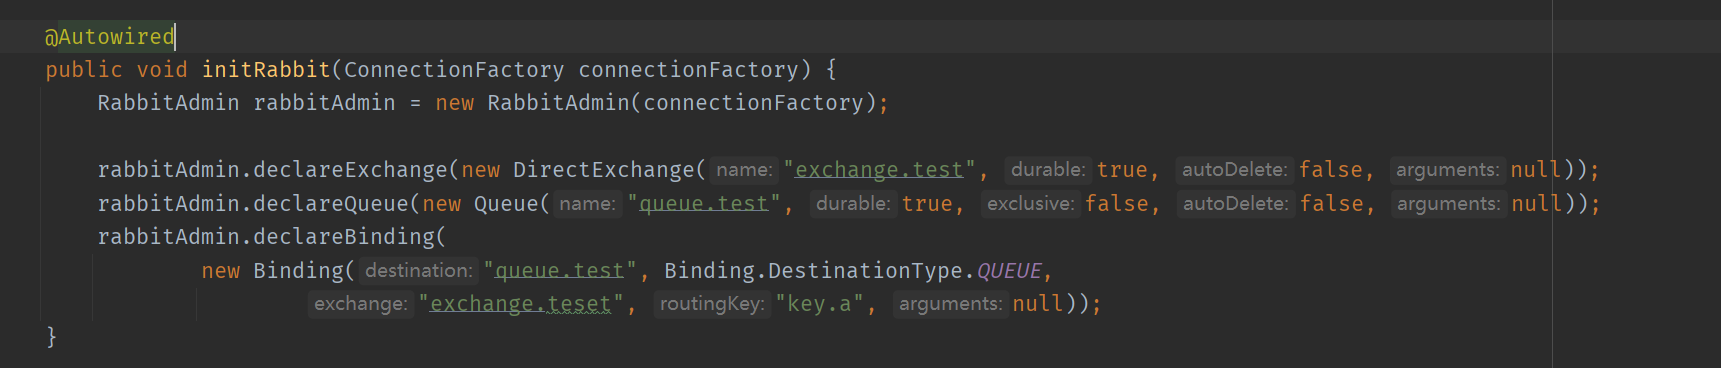 @Autowired
public void initRabbit(ConnectionFactory connectionFactory) {
RabbitAdmin rabbitAdmin = new RabbitAdmin(connectionFactory);
rabbitAdmin.declareExchange(new DirectExchange( name: "exchange.test", durable: true, autoDelete: false, arguments: null));
rabbitAdmin.declareQueue(new Queue( name: "queue.test", durable: true, exclusive: false, autoDelete: false, arguments: null));
rabbitAdmin.declareBinding(
new Binding( destination: "queue.test", Binding.DestinationType.QUEUE,
exchange: "exchange.teset", routingKey: "key.a", arguments: null));
}